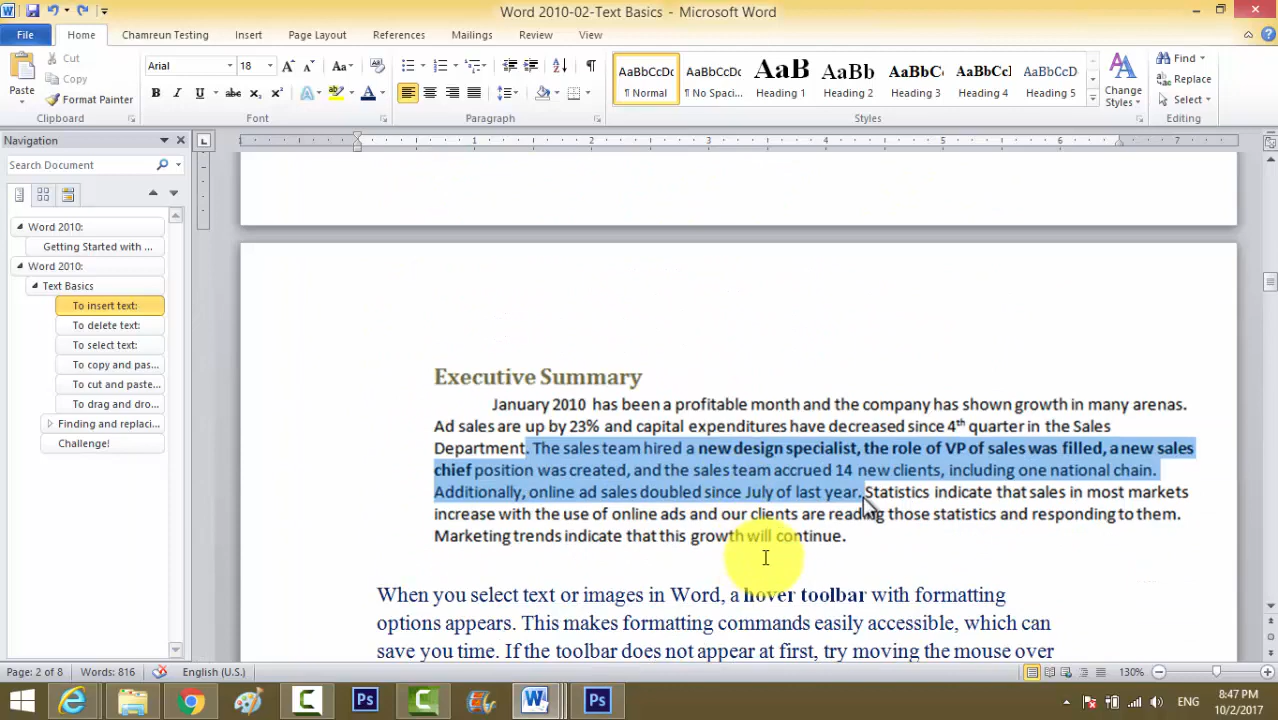 Word 2010-02-Text Basics - Microsoft Word
File Home Chamreun Testing Insert Page Layout References Mailings Review View
Paste
Cut
Copy
Format Painter
Clipboard
Arial 18
Font
Paragraph
AaBbCcDc AaBbCcDc AaB AaBb AaBbC AaBbCcI AaBbCcDc
¶ Normal ¶ No Spaci... Heading 1 Heading 2 Heading 3 Heading 4 Heading 5
Change
Styles
Styles
Find
Replace
Select
Editing
Navigation
Search Document
Word 2010:
Getting Started with ...
Word 2010:
Text Basics
To insert text:
To delete text:
To select text:
To copy and pas...
To cut and paste...
To drag and dro...
Finding and replaci...
Challenge!
1 2 3 4 5 6 7
Executive Summary
January 2010 has been a profitable month and the company has shown growth in many arenas.
Ad sales are up by 23% and capital expenditures have decreased since 4th quarter in the Sales
Department. The sales team hired a new design specialist, the role of VP of sales was filled, a new sales
chief position was created, and the sales team accrued 14 new clients, including one national chain.
Additionally, online ad sales doubled since July of last year. Statistics indicate that sales in most markets
increase with the use of online ads and our clients are reading those statistics and responding to them.
Marketing trends indicate that this growth will continue.
When you select text or images in Word, a hover toolbar with formatting
options appears. This makes formatting commands easily accessible, which can
save you time. If the toolbar does not appear at first, try moving the mouse over
Page: 2 of 8 Words: 816 English (U.S.) 130%
ENG
8:47 PM
10/2/2017